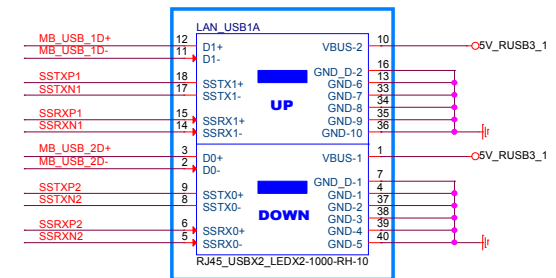 LAN_USB1A
MB_USB_1D+ 12 D1+ VBUS-2 10 5V_RUSB3_1
MB_USB_1D- 11 D1-
GND_D-2 16
SSTXP1 18 SSTX1+ GND-6 13
SSTXN1 17 SSTX1- GND-7 33
UP GND-8 34
SSRXP1 15 SSRX1+ GND-9 35
SSRXN1 14 SSRX1- GND-10 36
MB_USB_2D+ 3 D0+ VBUS-1 1 5V_RUSB3_1
MB_USB_2D- 2 D0-
GND_D-1 7
SSTXP2 9 SSTX0+ GND-1 4
SSTXN2 8 SSTX0- GND-2 37
DOWN GND-3 38
SSRXP2 6 SSRX0+ GND-4 39
SSRXN2 5 SSRX0- GND-5 40
RJ45_USBX2_LEDX2-1000-RH-10